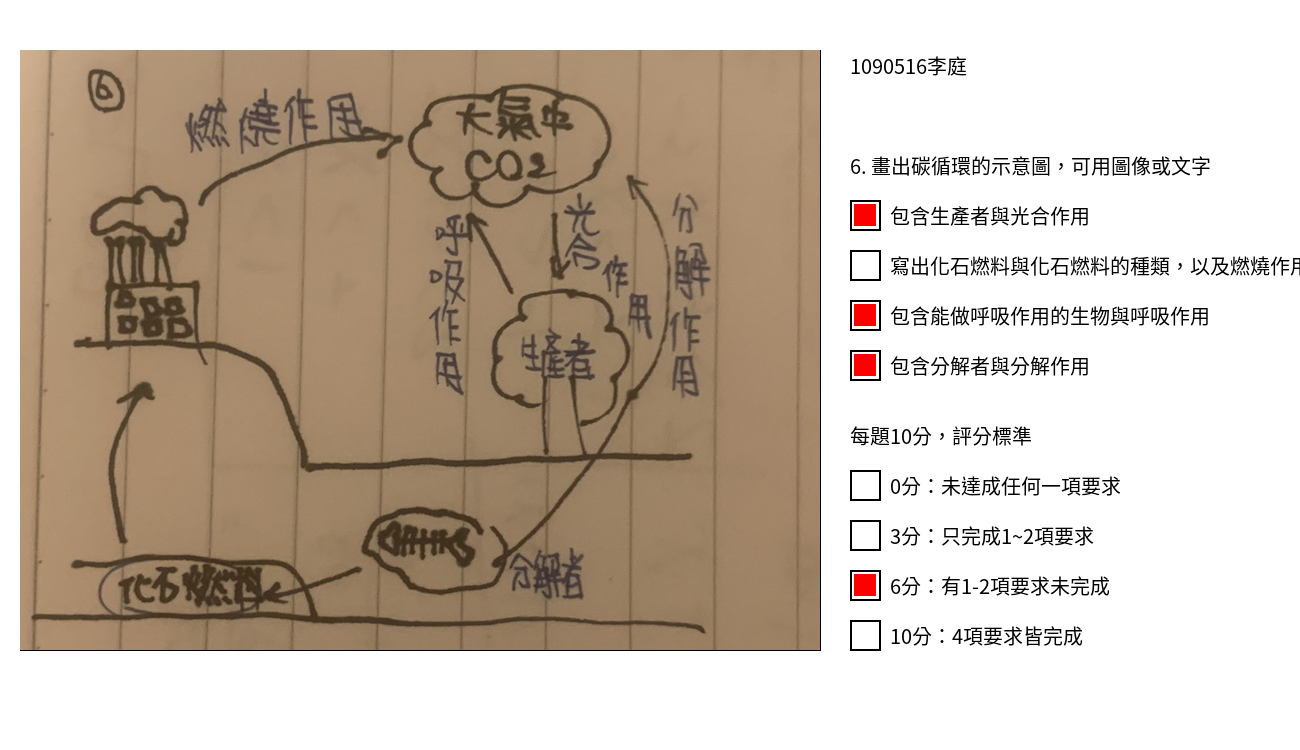 ⑥
燃燒作用
大氣中
CO2
呼吸作用
光合作用
分解作用
生產者
化石燃料
分解者
1090516李庭
6. 畫出碳循環的示意圖，可用圖像或文字
包含生產者與光合作用
寫出化石燃料與化石燃料的種類，以及燃燒作用
包含能做呼吸作用的生物與呼吸作用
包含分解者與分解作用
每題10分，評分標準
0分：未達成任何一項要求
3分：只完成1~2項要求
6分：有1-2項要求未完成
10分：4項要求皆完成